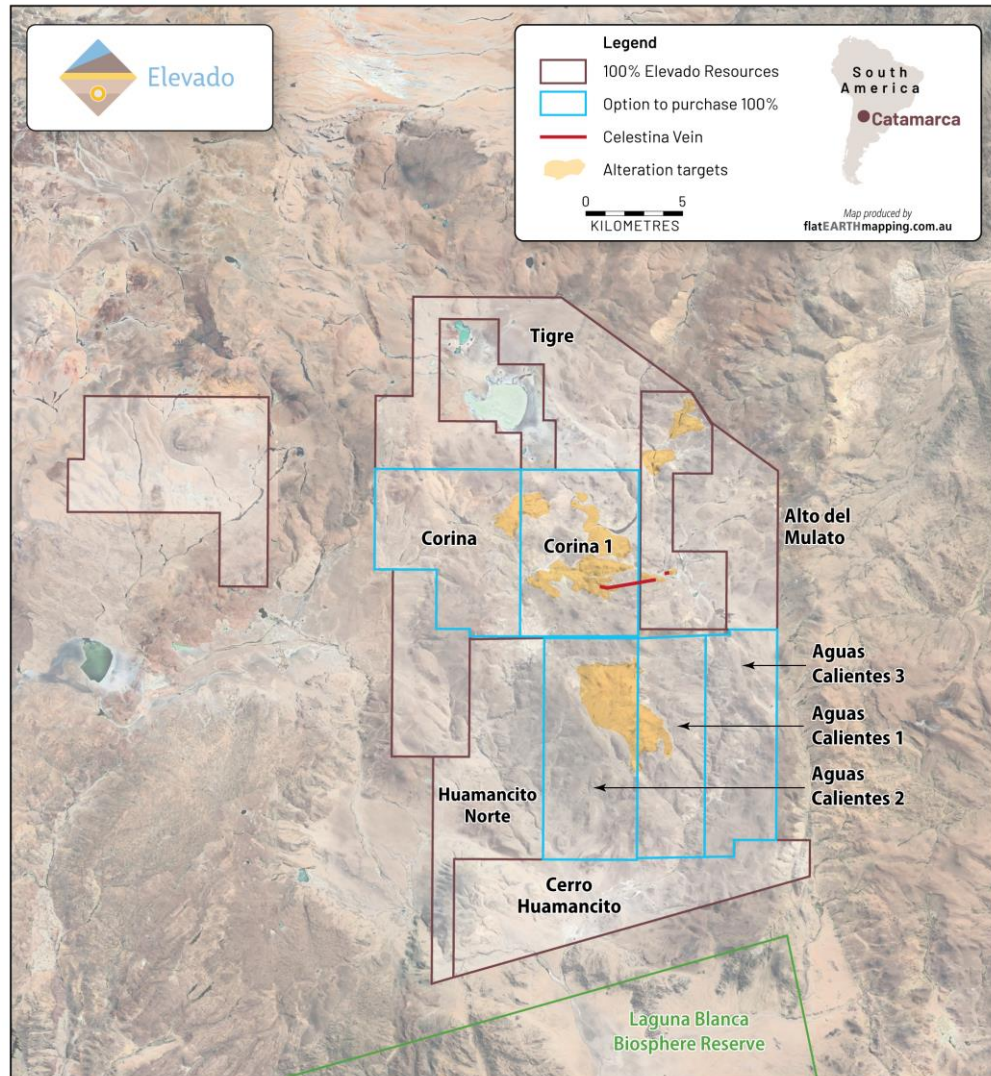 Elevado
Legend
100% Elevado Resources
Option to purchase 100%
Celestina Vein
Alteration targets
0 5
KILOMETRES
South
America
Catamarca
Map produced by
flatEARTHmapping.com.au
Tigre
Alto del
Mulato
Corina
Corina 1
Aguas
Calientes 3
Aguas
Calientes 1
Aguas
Calientes 2
Huamancito
Norte
Cerro
Huamancito
Laguna Blanca
Biosphere Reserve